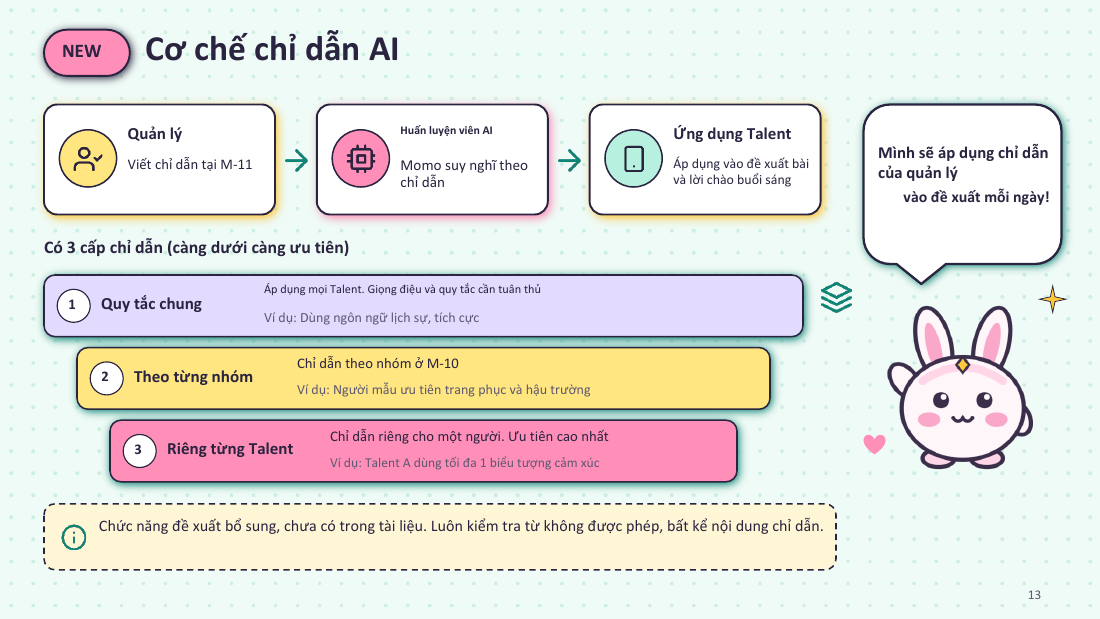 NEW
Cơ chế chỉ dẫn AI
Quản lý
Viết chỉ dẫn tại M-11
Huấn luyện viên AI
Momo suy nghĩ theo
chỉ dẫn
Ứng dụng Talent
Áp dụng vào đề xuất bài
và lời chào buổi sáng
Mình sẽ áp dụng chỉ dẫn
của quản lý
vào đề xuất mỗi ngày!
Có 3 cấp chỉ dẫn (càng dưới càng ưu tiên)
1
Quy tắc chung
Áp dụng mọi Talent. Giọng điệu và quy tắc cần tuân thủ
Ví dụ: Dùng ngôn ngữ lịch sự, tích cực
2
Theo từng nhóm
Chỉ dẫn theo nhóm ở M-10
Ví dụ: Người mẫu ưu tiên trang phục và hậu trường
3
Riêng từng Talent
Chỉ dẫn riêng cho một người. Ưu tiên cao nhất
Ví dụ: Talent A dùng tối đa 1 biểu tượng cảm xúc
Chức năng đề xuất bổ sung, chưa có trong tài liệu. Luôn kiểm tra từ không được phép, bất kể nội dung chỉ dẫn.
13